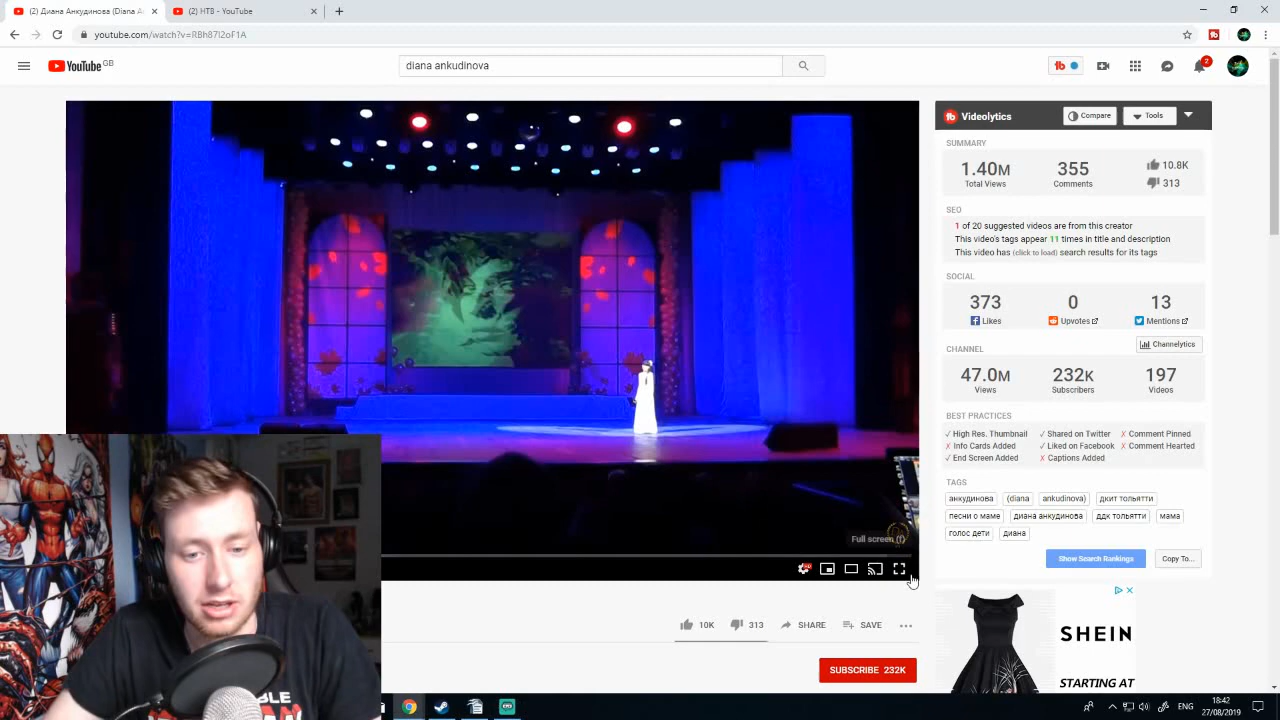 (2) Диана Анкудинова (Diana A
(2) НТВ - YouTube
youtube.com/watch?v=RBh87I2oF1A
YouTube GB
diana ankudinova
2
Videolytics
Compare
Tools
SUMMARY
1.40M
355
10.8K
Total Views
Comments
313
SEO
1 of 20 suggested videos are from this creator
This video's tags appear 11 times in title and description
This video has (click to load) search results for its tags
SOCIAL
373
0
13
Likes
Upvotes
Mentions
CHANNEL
Channelytics
47.0M
232K
197
Views
Subscribers
Videos
BEST PRACTICES
✓ High Res. Thumbnail ✓ Shared on Twitter ✗ Comment Pinned
✗ Info Cards Added ✓ Liked on Facebook ✗ Comment Hearted
✓ End Screen Added ✗ Captions Added
TAGS
анкудинова (diana ankudinova) дкит тольятти
песни о маме диана анкудинова ддк тольятти мама
голос дети диана
Show Search Rankings
Copy To...
Full screen (f)
10K 313 SHARE SAVE
SUBSCRIBE 232K
SHEIN
STARTING AT
ENG
18:42
27/08/2019